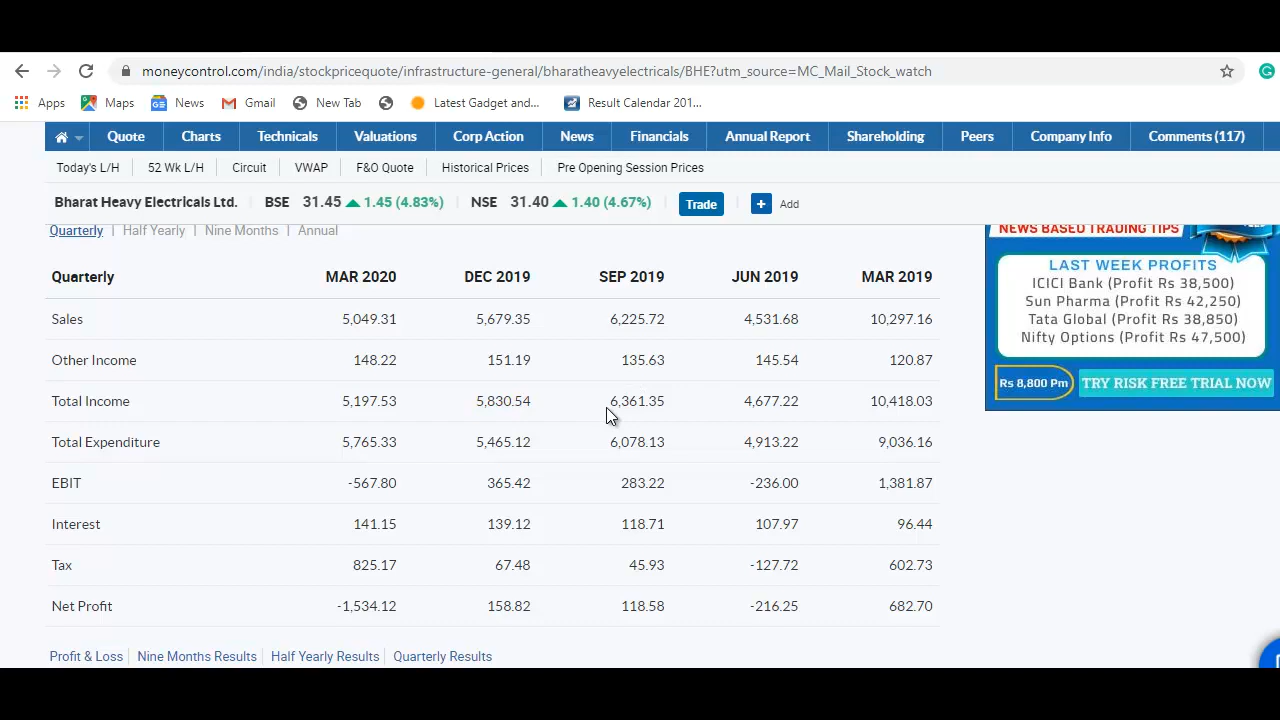 moneycontrol.com/india/stockpricequote/infrastructure-general/bharatheavyelectricals/BHE?utm_source=MC_Mail_Stock_watch
Apps Maps News Gmail New Tab Latest Gadget and... Result Calendar 201...
Quote Charts Technicals Valuations Corp Action News Financials Annual Report Shareholding Peers Company Info Comments (117)
Today's L/H 52 Wk L/H Circuit VWAP F&O Quote Historical Prices Pre Opening Session Prices
Bharat Heavy Electricals Ltd. BSE 31.45 1.45 (4.83%) NSE 31.40 1.40 (4.67%) Trade + Add
Quarterly | Half Yearly | Nine Months | Annual
Quarterly MAR 2020 DEC 2019 SEP 2019 JUN 2019 MAR 2019
Sales 5,049.31 5,679.35 6,225.72 4,531.68 10,297.16
Other Income 148.22 151.19 135.63 145.54 120.87
Total Income 5,197.53 5,830.54 6,361.35 4,677.22 10,418.03
Total Expenditure 5,765.33 5,465.12 6,078.13 4,913.22 9,036.16
EBIT -567.80 365.42 283.22 -236.00 1,381.87
Interest 141.15 139.12 118.71 107.97 96.44
Tax 825.17 67.48 45.93 -127.72 602.73
Net Profit -1,534.12 158.82 118.58 -216.25 682.70
Profit & Loss Nine Months Results Half Yearly Results Quarterly Results
NEWS BASED TRADING TIPS
LAST WEEK PROFITS
ICICI Bank (Profit Rs 38,500)
Sun Pharma (Profit Rs 42,250)
Tata Global (Profit Rs 38,850)
Nifty Options (Profit Rs 47,500)
Rs 8,800 Pm TRY RISK FREE TRIAL NOW